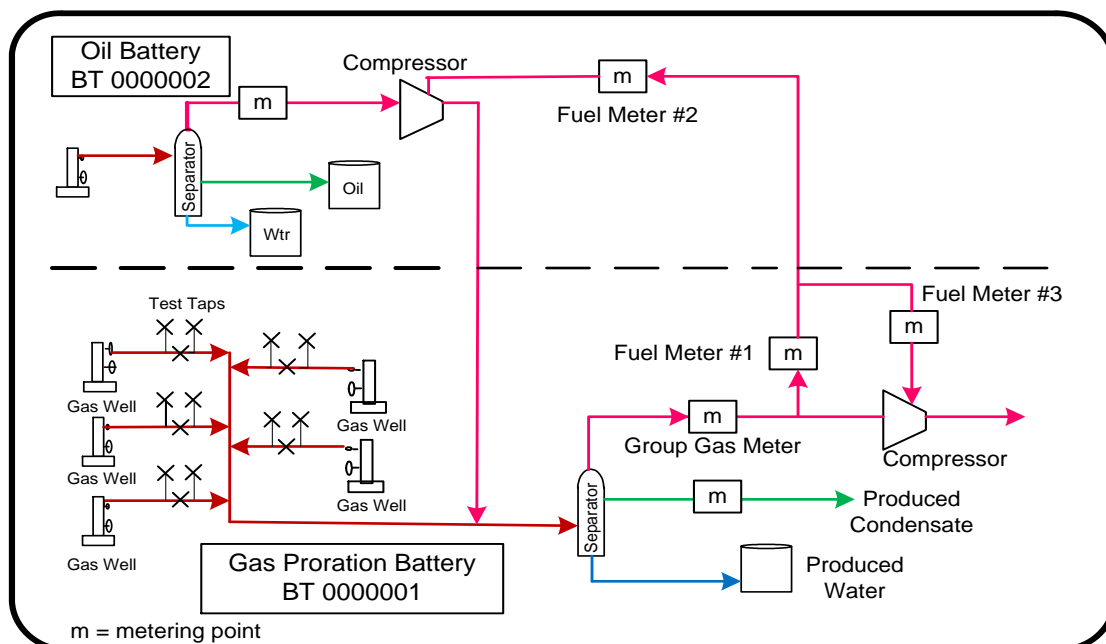 Oil Battery
BT 0000002
Compressor
m
m
Fuel Meter #2
Separator
Oil
Wtr
Test Taps
Fuel Meter #3
m
Fuel Meter #1
m
Gas Well
Gas Well
m
Group Gas Meter
Compressor
Gas Well
Gas Well
Separator
m
Produced
Condensate
Gas Well
Gas Proration Battery
BT 0000001
Produced
Water
m = metering point